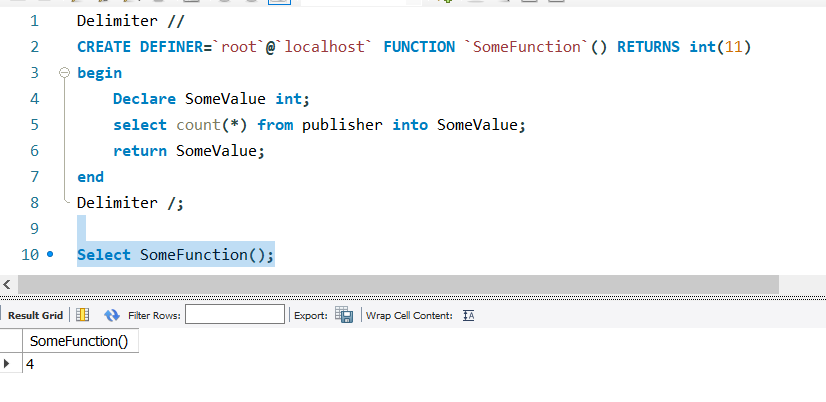 1 Delimiter //
2 CREATE DEFINER=`root`@`localhost` FUNCTION `SomeFunction`() RETURNS int(11)
3 begin
4 Declare SomeValue int;
5 select count(*) from publisher into SomeValue;
6 return SomeValue;
7 end
8 Delimiter /;
9
10 Select SomeFunction();
Result Grid Filter Rows: Export: Wrap Cell Content: IA
SomeFunction()
4